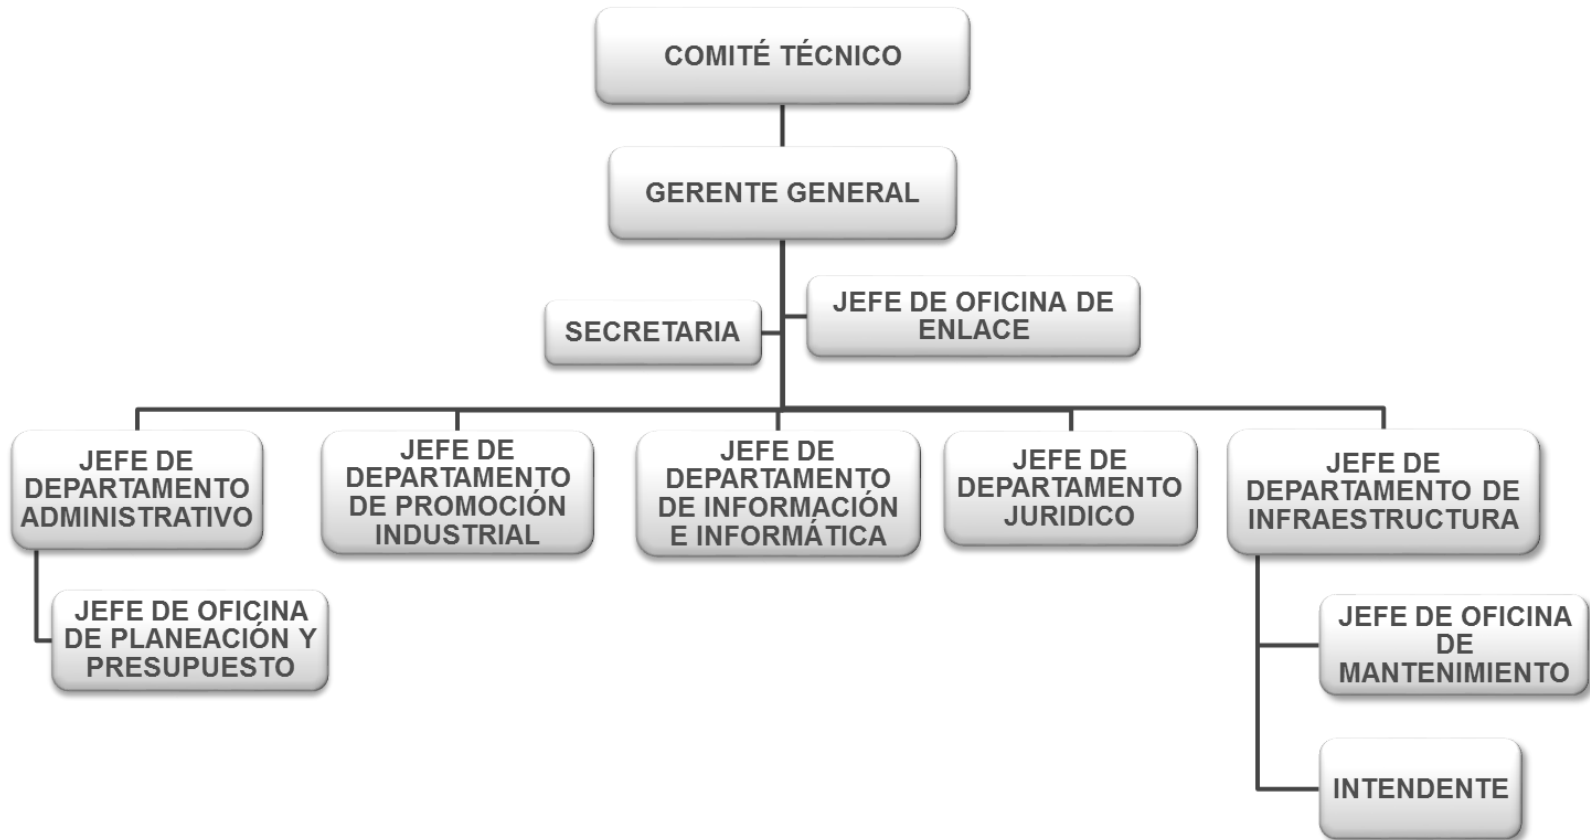 COMITÉ TÉCNICO
GERENTE GENERAL
JEFE DE OFICINA DE
ENLACE
SECRETARIA
JEFE DE
DEPARTAMENTO
ADMINISTRATIVO
JEFE DE
DEPARTAMENTO
DE PROMOCIÓN
INDUSTRIAL
JEFE DE
DEPARTAMENTO
DE INFORMACIÓN
E INFORMÁTICA
JEFE DE
DEPARTAMENTO
JURIDICO
JEFE DE
DEPARTAMENTO DE
INFRAESTRUCTURA
JEFE DE OFICINA
DE PLANEACIÓN Y
PRESUPUESTO
JEFE DE OFICINA
DE
MANTENIMIENTO
INTENDENTE